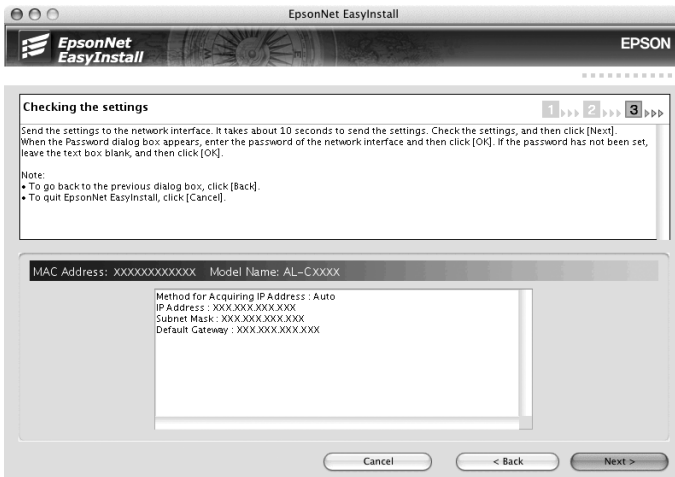 EpsonNet EasyInstall
EpsonNet
EasyInstall
EPSON
Checking the settings
1 2 3
Send the settings to the network interface. It takes about 10 seconds to send the settings. Check the settings, and then click [Next].
When the Password dialog box appears, enter the password of the network interface and then click [OK]. If the password has not been set,
leave the text box blank, and then click [OK].
Note:
• To go back to the previous dialog box, click [Back].
• To quit EpsonNet EasyInstall, click [Cancel].
MAC Address: XXXXXXXXXXXX Model Name: AL-CXXXX
Method for Acquiring IP Address : Auto
IP Address : XXX.XXX.XXX.XXX
Subnet Mask : XXX.XXX.XXX.XXX
Default Gateway : XXX.XXX.XXX.XXX
Cancel < Back Next >